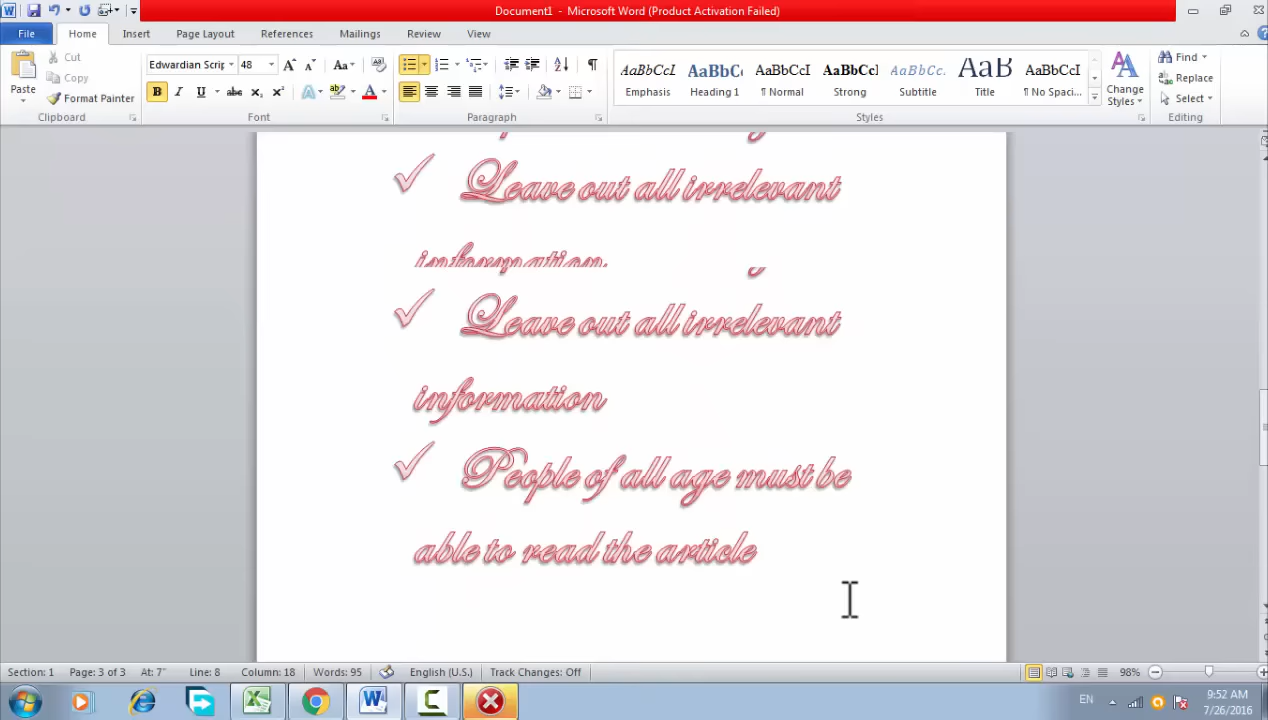 Document1 - Microsoft Word (Product Activation Failed)
File Home Insert Page Layout References Mailings Review View
Paste
Cut
Copy
Format Painter
Clipboard
Edwardian Scrip 48
Font
Paragraph
AaBbCcI AaBbC AaBbCcI AaBbCcl AaBbCc. AaB AaBbCcI
Emphasis Heading 1 ¶ Normal Strong Subtitle Title ¶ No Spaci...
Change
Styles
Styles
Find
Replace
Select
Editing
✓ Leave out all irrelevant
information.
✓ Leave out all irrelevant
information
✓ People of all age must be
able to read the article
Section: 1 Page: 3 of 3 At: 7" Line: 8 Column: 18 Words: 95 English (U.S.) Track Changes: Off 98%
EN 9:52 AM
7/26/2016